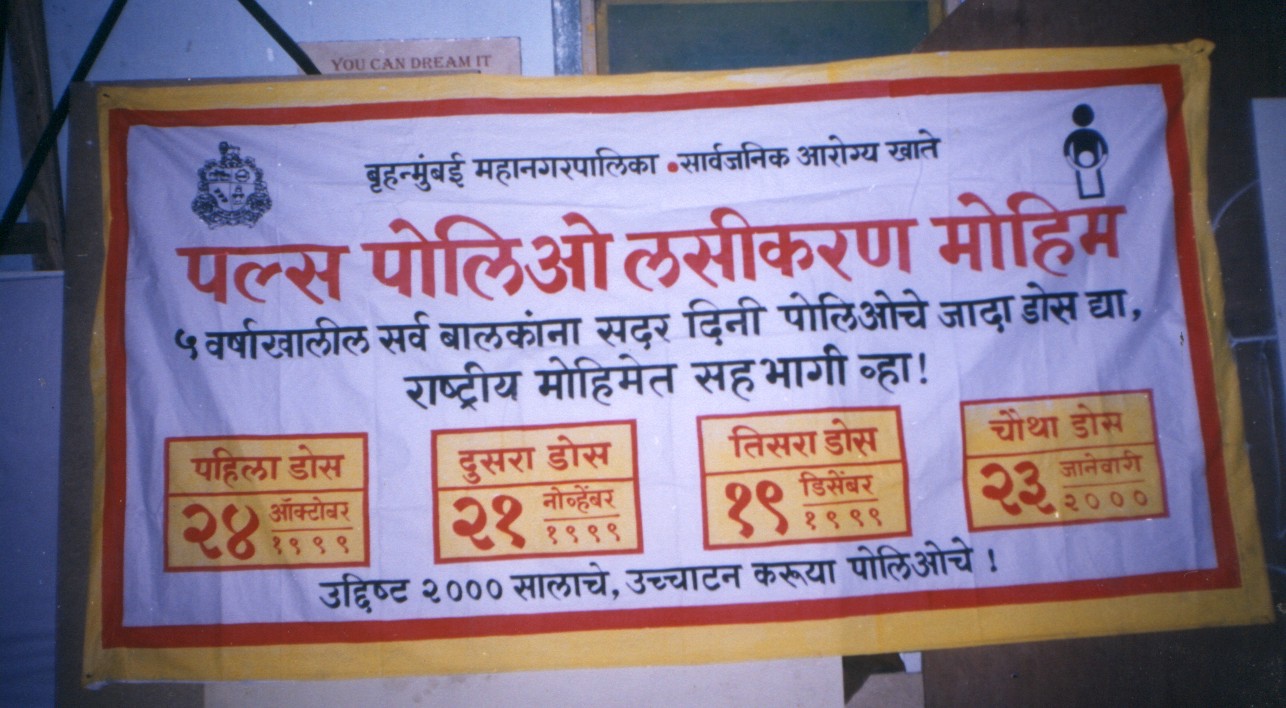 YOU CAN DREAM IT
बृहन्मुंबई महानगरपालिका •सार्वजनिक आरोग्य खाते
पल्स पोलिओ लसीकरण मोहिम
५ वर्षाखालील सर्व बालकांना सदर दिनी पोलिओचे जादा डोस द्या,
राष्ट्रीय मोहिमेत सहभागी व्हा!
पहिला डोस
२४ ऑक्टोबर
१९९९
दुसरा डोस
२१ नोव्हेंबर
१९९९
तिसरा डोस
१९ डिसेंबर
१९९९
चौथा डोस
२३ जानेवारी
२०००
उद्दिष्ट २००० सालाचे, उच्चाटन करूया पोलिओचे !